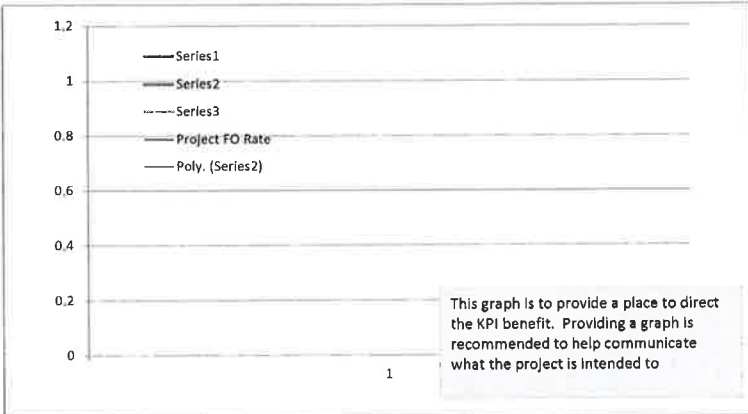 1,2
1
0,8
0,6
0,4
0,2
0
1
Series1
Series2
Series3
Project FO Rate
Poly. (Series2)
This graph is to provide a place to direct
the KPI benefit. Providing a graph is
recommended to help communicate
what the project is intended to